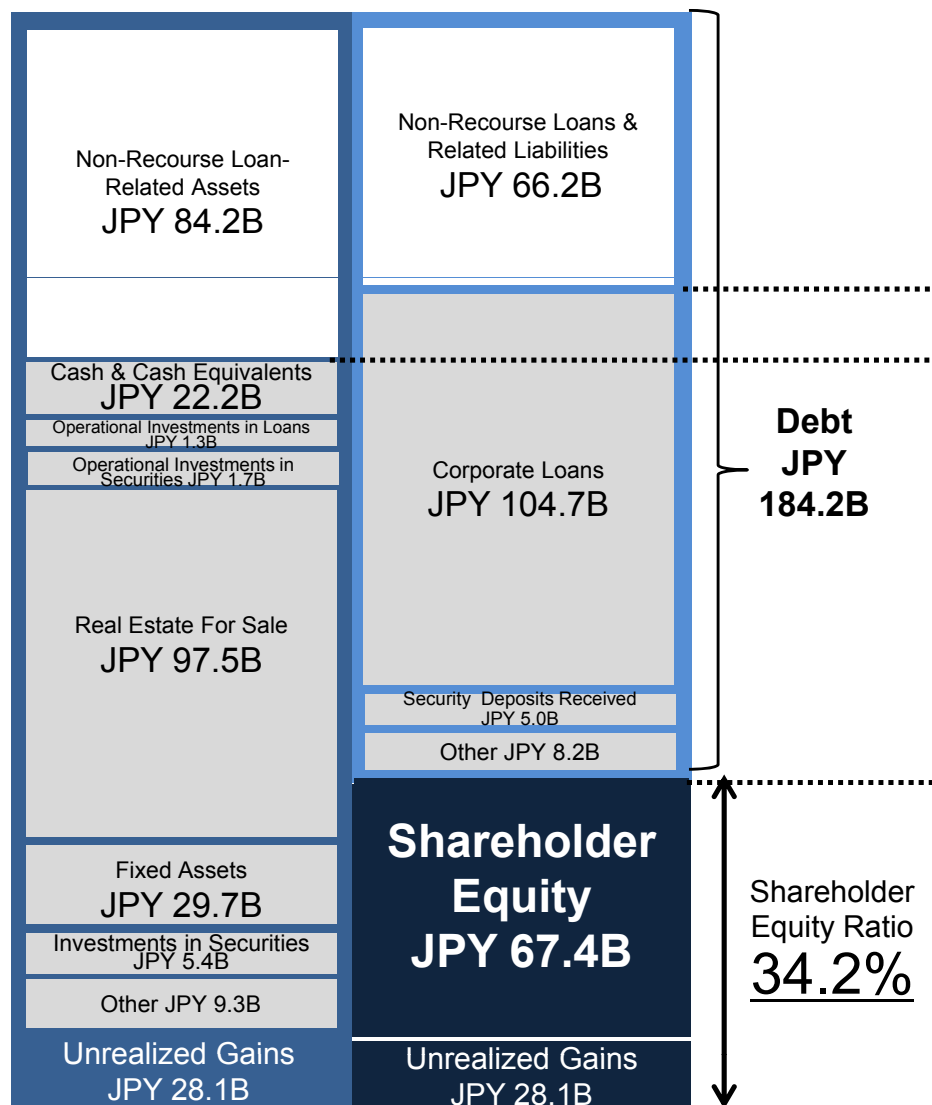 Non-Recourse Loan-
Related Assets
JPY 84.2B
Cash & Cash Equivalents
JPY 22.2B
Operational Investments in Loans
JPY 1.3B
Operational Investments in
Securities JPY 1.7B
Real Estate For Sale
JPY 97.5B
Fixed Assets
JPY 29.7B
Investments in Securities
JPY 5.4B
Other JPY 9.3B
Unrealized Gains
JPY 28.1B
Non-Recourse Loans &
Related Liabilities
JPY 66.2B
Corporate Loans
JPY 104.7B
Security Deposits Received
JPY 5.0B
Other JPY 8.2B
Shareholder
Equity
JPY 67.4B
Unrealized Gains
JPY 28.1B
Debt
JPY
184.2B
Shareholder
Equity Ratio
34.2%